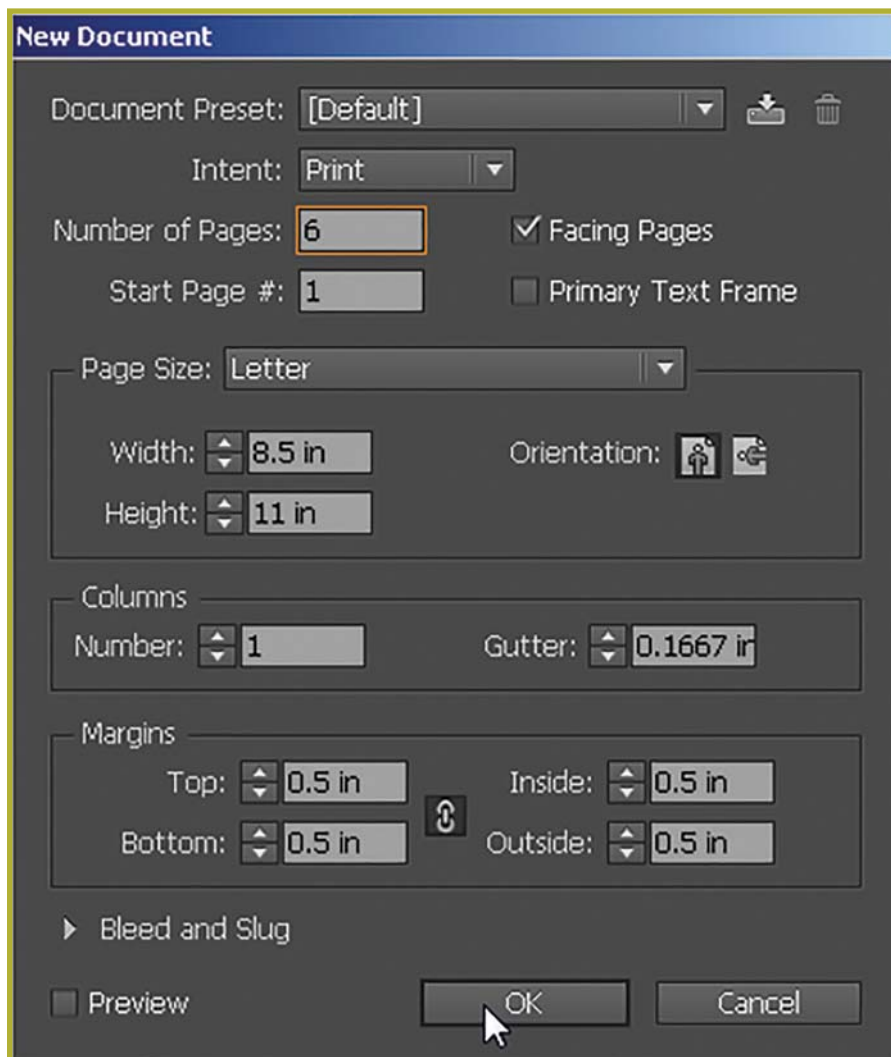 New Document
Document Preset: [Default]
Intent: Print
Number of Pages: 6 Facing Pages
Start Page #: 1 Primary Text Frame
Page Size: Letter
Width: 8.5 in Orientation:
Height: 11 in
Columns
Number: 1 Gutter: 0.1667 in
Margins
Top: 0.5 in Inside: 0.5 in
Bottom: 0.5 in Outside: 0.5 in
Bleed and Slug
Preview OK Cancel